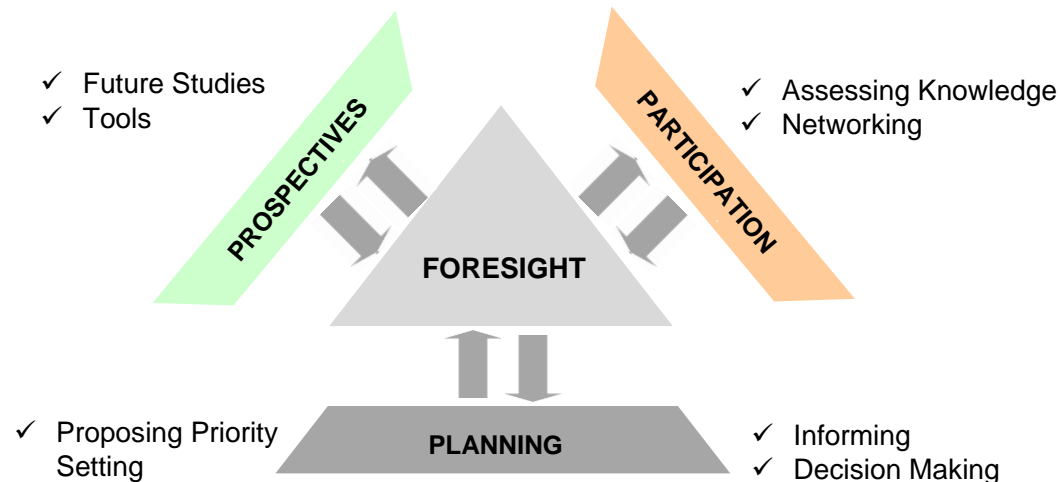 ✓ Future Studies
✓ Tools
PROSPECTIVES
PARTICIPATION
✓ Assessing Knowledge
✓ Networking
FORESIGHT
✓ Proposing Priority
Setting
PLANNING
✓ Informing
✓ Decision Making